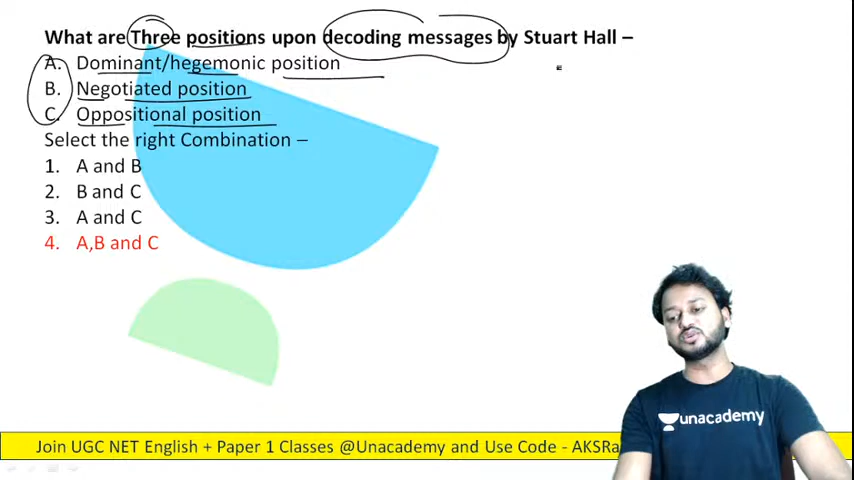 What are Three positions upon decoding messages by Stuart Hall –
A. Dominant/hegemonic position
B. Negotiated position
C. Oppositional position
Select the right Combination –
1. A and B
2. B and C
3. A and C
4. A,B and C
unacademy
Join UGC NET English + Paper 1 Classes @Unacademy and Use Code -